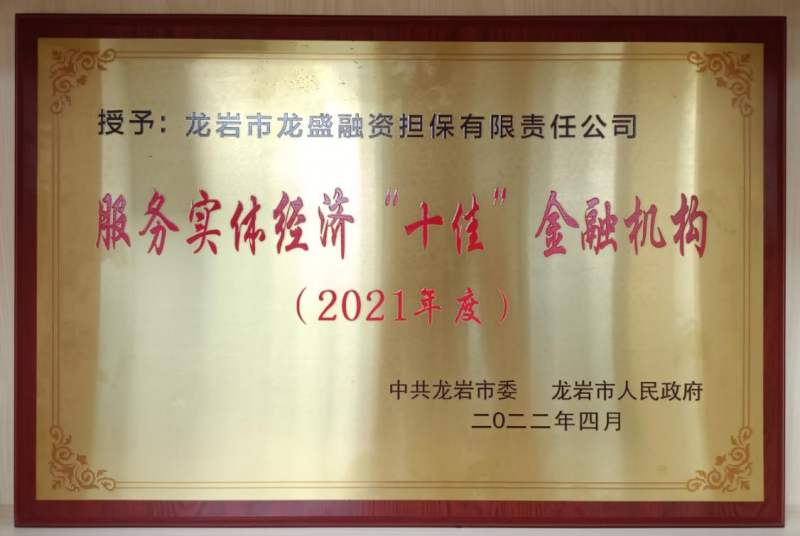 授予：龙岩市龙盛融资担保有限责任公司
服务实体经济“十佳”金融机构
（2021年度）
中共龙岩市委 龙岩市人民政府
二〇二二年四月